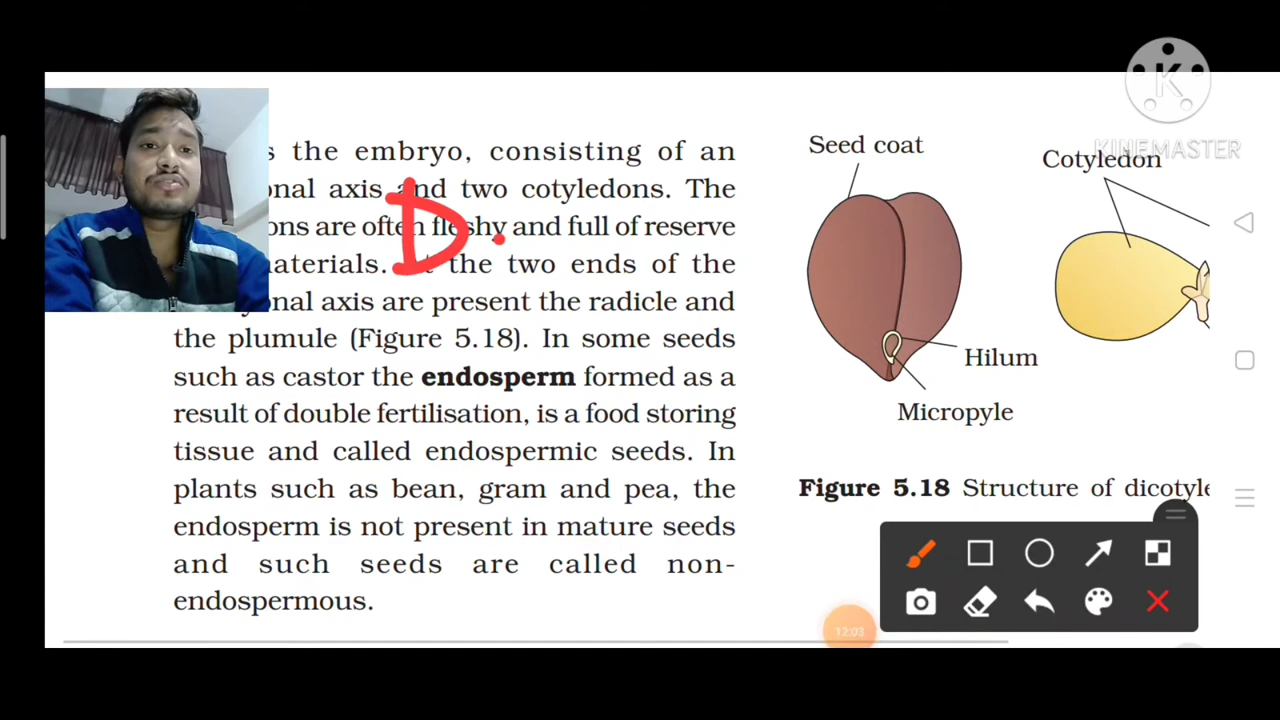 s the embryo, consisting of an
onal axis and two cotyledons. The
ons are often fleshy and full of reserve
aterials. the two ends of the
onal axis are present the radicle and
the plumule (Figure 5.18). In some seeds
such as castor the endosperm formed as a
result of double fertilisation, is a food storing
tissue and called endospermic seeds. In
plants such as bean, gram and pea, the
endosperm is not present in mature seeds
and such seeds are called non-
endospermous.
D.
Seed coat
Cotyledon
Hilum
Micropyle
Figure 5.18 Structure of dicotyle
K
KINEMASTER
12:03